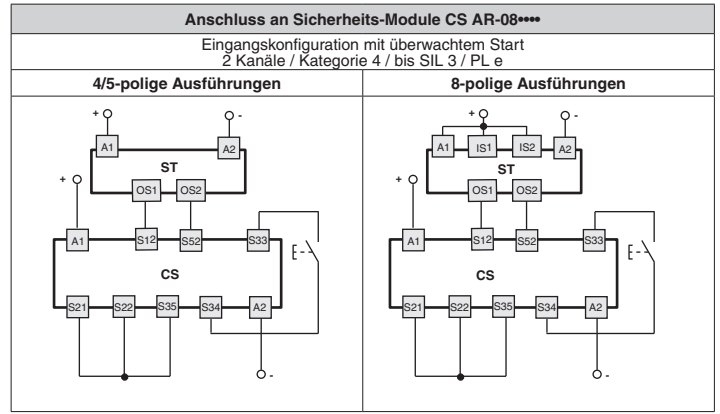 Anschluss an Sicherheits-Module CS AR-08••••
Eingangskonfiguration mit überwachtem Start
2 Kanäle / Kategorie 4 / bis SIL 3 / PL e
4/5-polige Ausführungen
8-polige Ausführungen
+ -
A1 A2
ST
OS1 OS2
+
A1 S12 S52 S33
CS
S21 S22 S35 S34 A2
-
+ -
A1 IS1 IS2 A2
ST
OS1 OS2
+
A1 S12 S52 S33
CS
S21 S22 S35 S34 A2
-